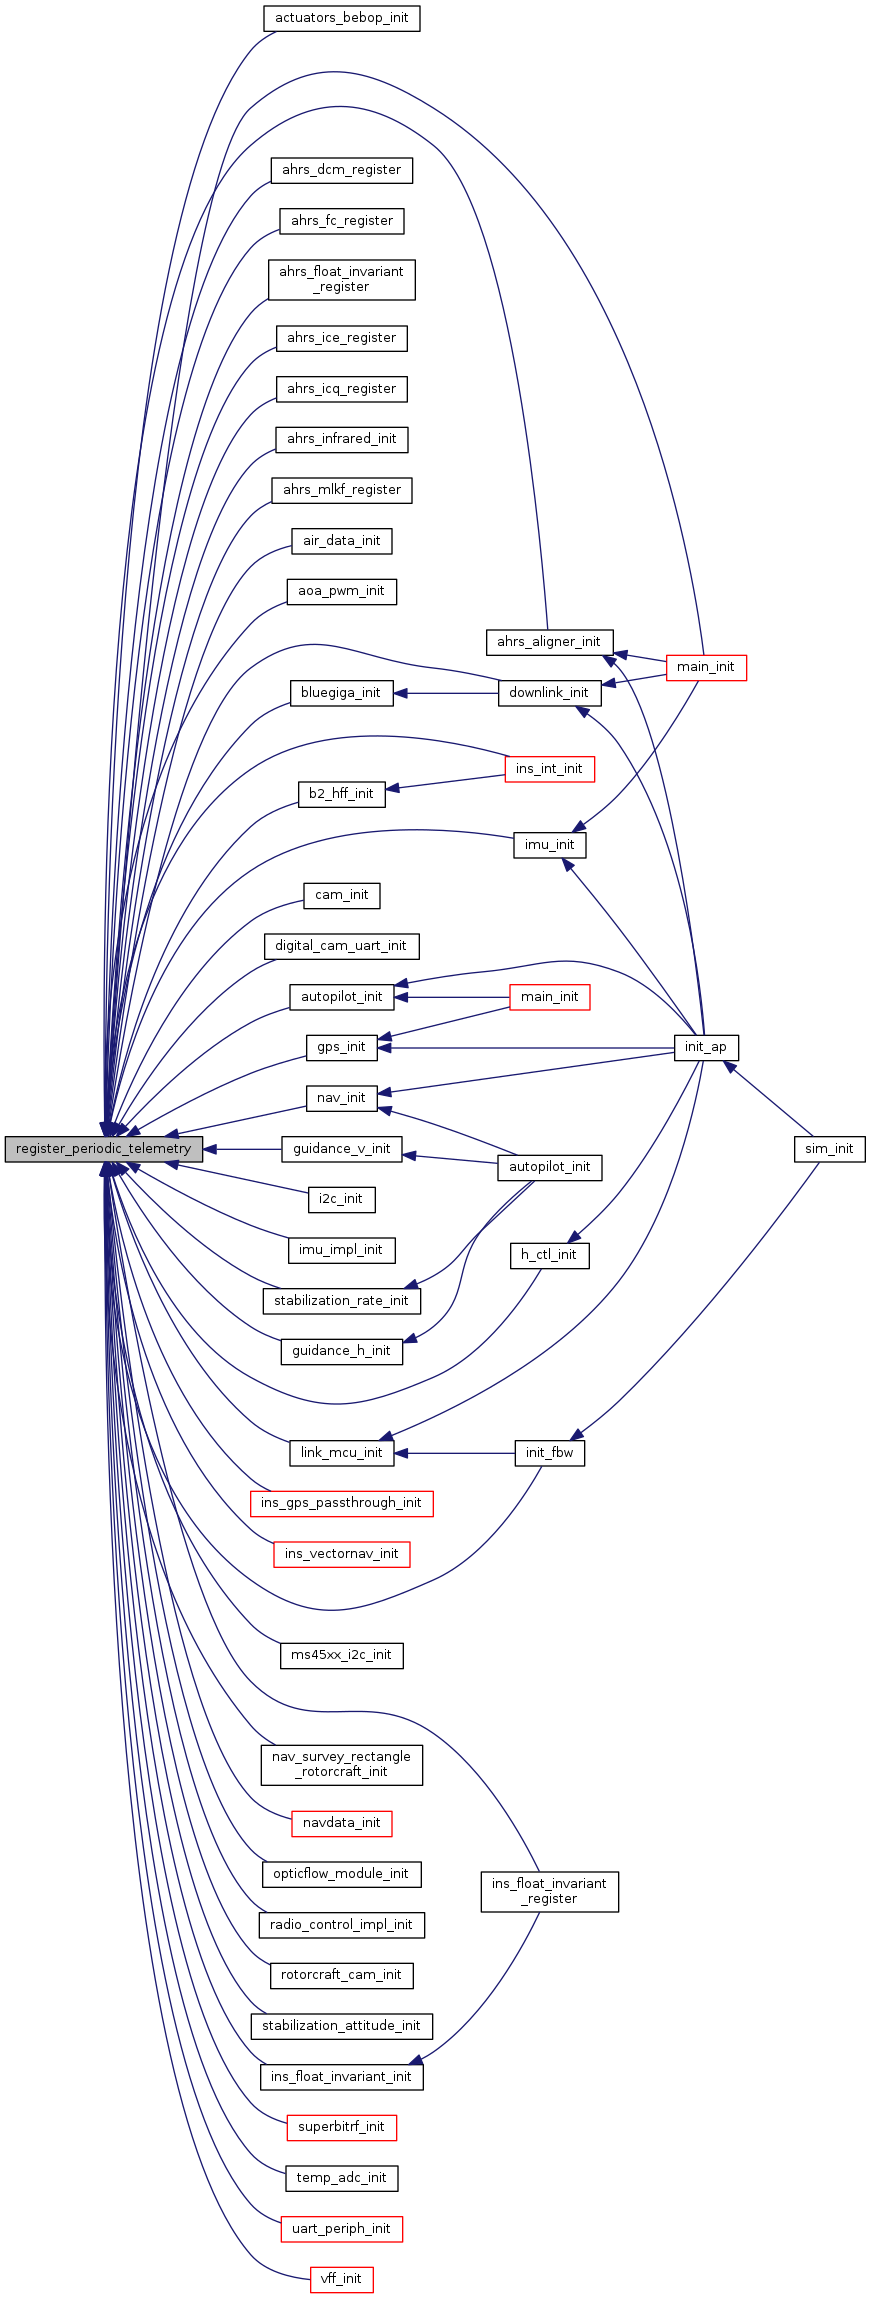 actuators_bebop_init
ahrs_dcm_register
ahrs_fc_register
ahrs_float_invariant
_register
ahrs_ice_register
ahrs_icq_register
ahrs_infrared_init
ahrs_mlkf_register
air_data_init
aoa_pwm_init
ahrs_aligner_init
main_init
bluegiga_init
downlink_init
ins_int_init
b2_hff_init
imu_init
cam_init
digital_cam_uart_init
autopilot_init
main_init
gps_init
init_ap
nav_init
register_periodic_telemetry
guidance_v_init
sim_init
autopilot_init
i2c_init
imu_impl_init
h_ctl_init
stabilization_rate_init
guidance_h_init
link_mcu_init
init_fbw
ins_gps_passthrough_init
ins_vectornav_init
ms45xx_i2c_init
nav_survey_rectangle
_rotorcraft_init
navdata_init
opticflow_module_init
ins_float_invariant
_register
radio_control_impl_init
rotorcraft_cam_init
stabilization_attitude_init
ins_float_invariant_init
superbitrf_init
temp_adc_init
uart_periph_init
vff_init